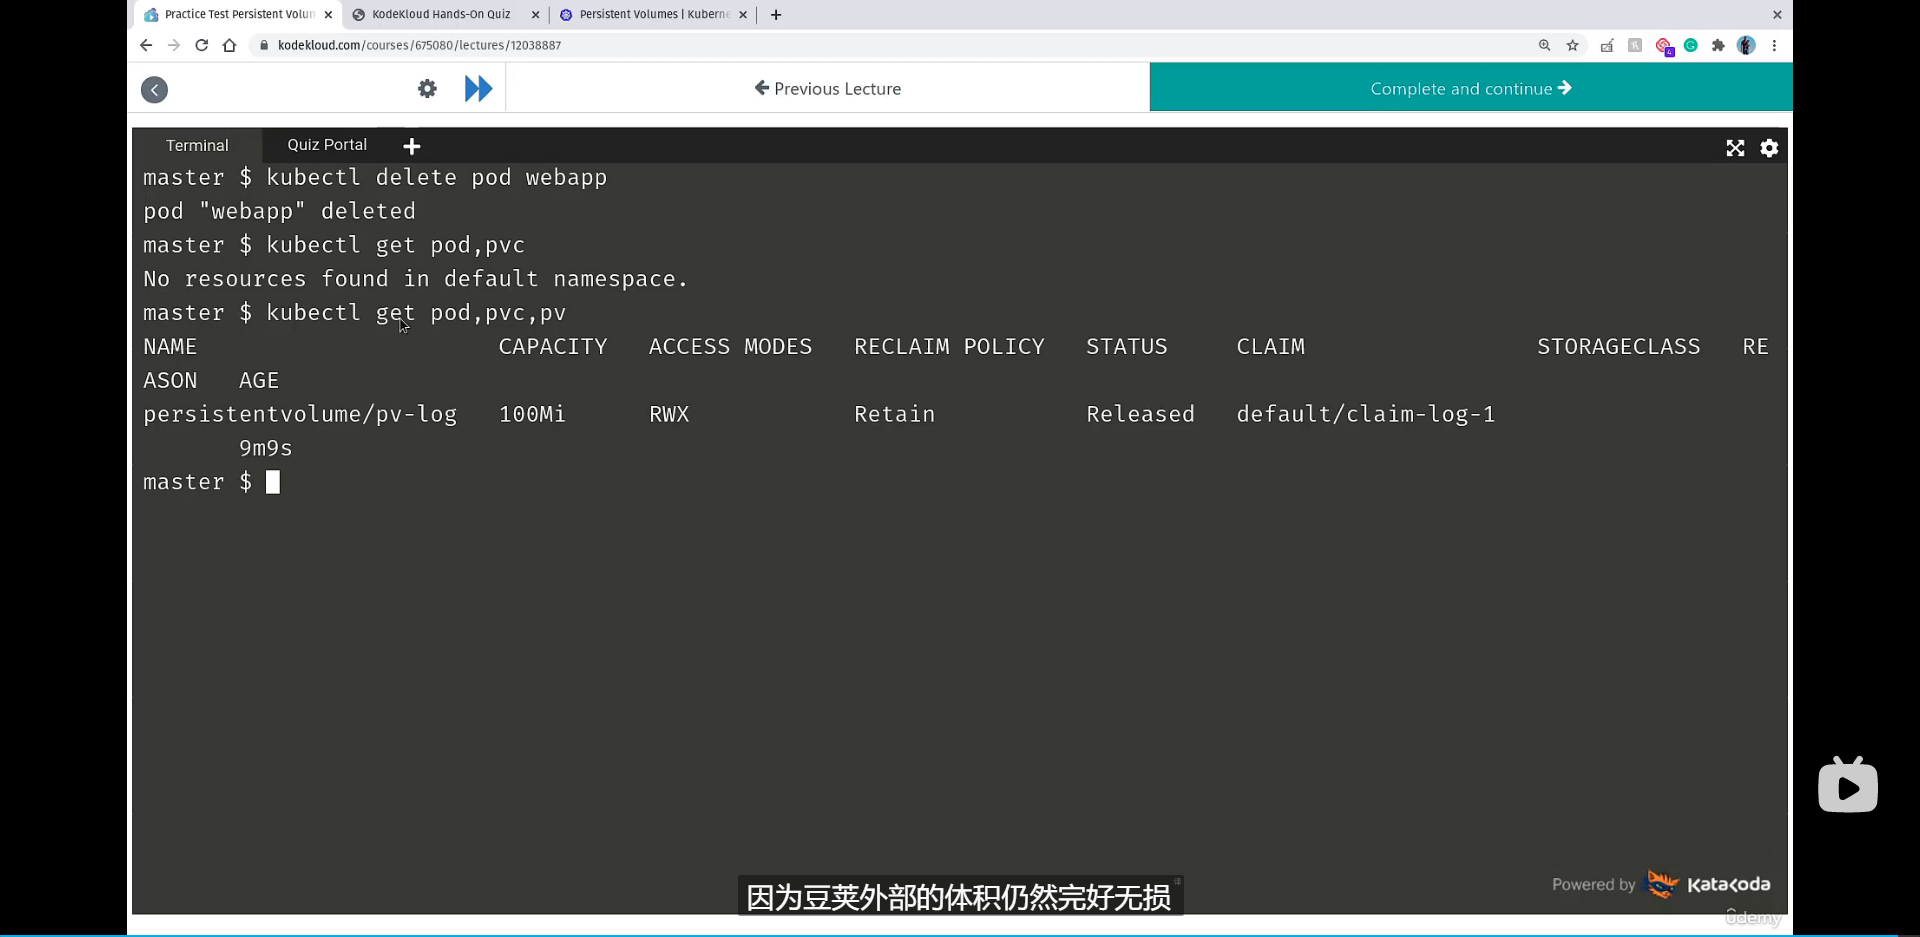 Practice Test Persistent Volum
KodeKloud Hands-On Quiz
Persistent Volumes | Kuberne
kodekloud.com/courses/675080/lectures/12038887
4
Previous Lecture
Complete and continue
Terminal
Quiz Portal
master $ kubectl delete pod webapp
pod "webapp" deleted
master $ kubectl get pod,pvc
No resources found in default namespace.
master $ kubectl get pod,pvc,pv
NAME CAPACITY ACCESS MODES RECLAIM POLICY STATUS CLAIM STORAGECLASS RE
ASON AGE
persistentvolume/pv-log 100Mi RWX Retain Released default/claim-log-1
9m9s
master $
Powered by Katacoda
因为豆荚外部的体积仍然完好无损
Udemy